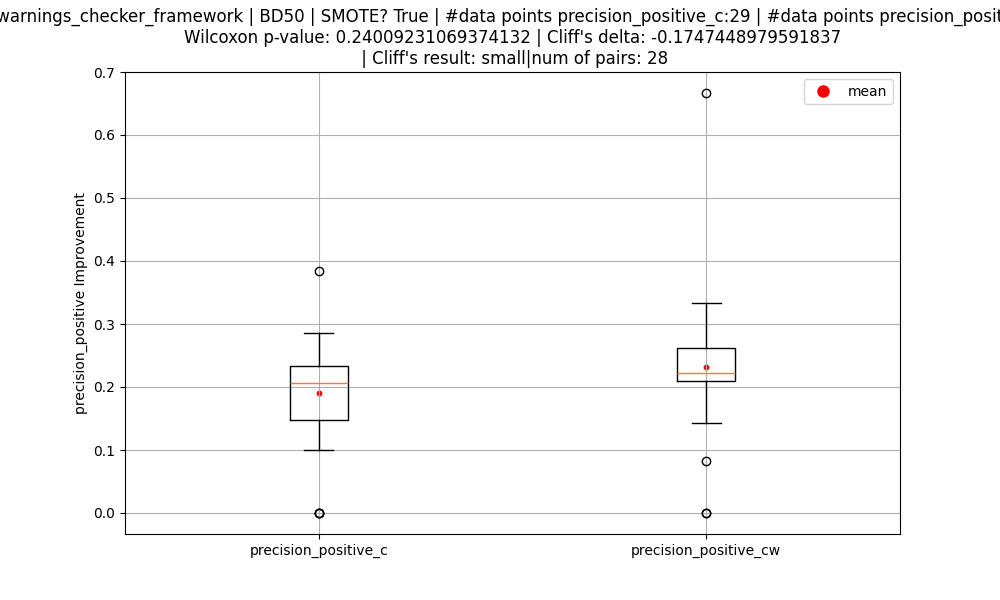 warnings_checker_framework | BD50 | SMOTE? True | #data points precision_positive_c:29 | #data points
Wilcoxon p-value: 0.24009231069374132 | Cliff's delta: -0.1747448979591837
| Cliff's result: small|num of pairs: 28
0.7
mean
0.6
0.5
0.4
precision_positive Improvement
0.3
0.2
0.1
0.0
precision_positive_c
precision_positive_cw